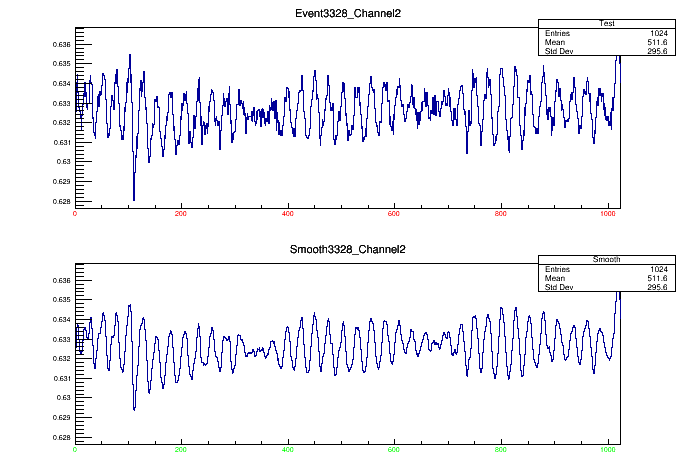 Event3328_Channel2
Test
Entries 1024
Mean 511.6
Std Dev 295.6
0.636
0.635
0.634
0.633
0.632
0.631
0.63
0.629
0.628
0 200 400 600 800 1000
Smooth3328_Channel2
Smooth
Entries 1024
Mean 511.6
Std Dev 295.6
0.636
0.635
0.634
0.633
0.632
0.631
0.63
0.629
0.628
0 200 400 600 800 1000